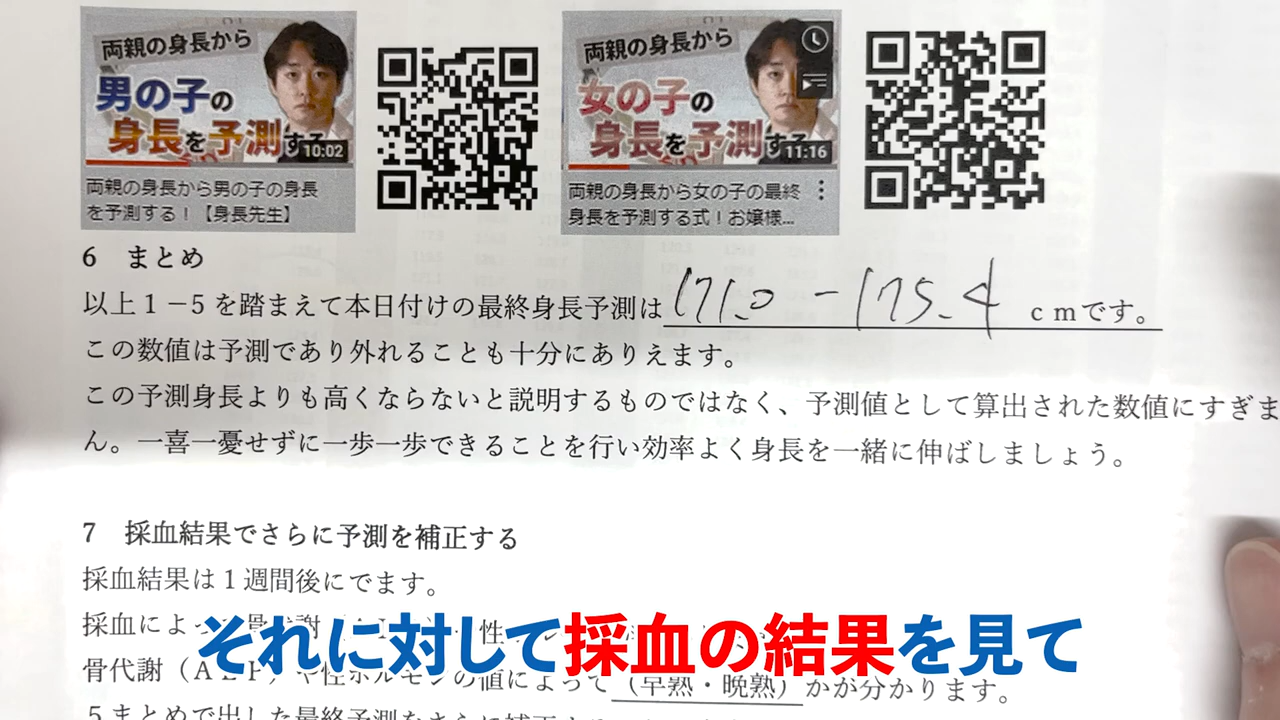 両親の身長から
男の子の
身長を予測する
10:02
両親の身長から男の子の身長
を予測する！【身長先生】
両親の身長から
女の子の
身長を予測する
11:16
両親の身長から女の子の最終
身長を予測する式！お嬢様...
6 まとめ
以上1－5を踏まえて本日付けの最終身長予測は 171.0 － 175.4 cmです。
この数値は予測であり外れることも十分にありえます。
この予測身長よりも高くならないと説明するものではなく、予測値として算出された数値にすぎま
ん。一喜一憂せずに一歩一歩できることを行い効率よく身長を一緒に伸ばしましょう。
7 採血結果でさらに予測を補正する
採血結果は1週間後にでます。
採血によ
それに対して採血の結果を見て
骨代謝（ALP）や性ホルモンの値によって（早熟・晩熟）かが分かります。